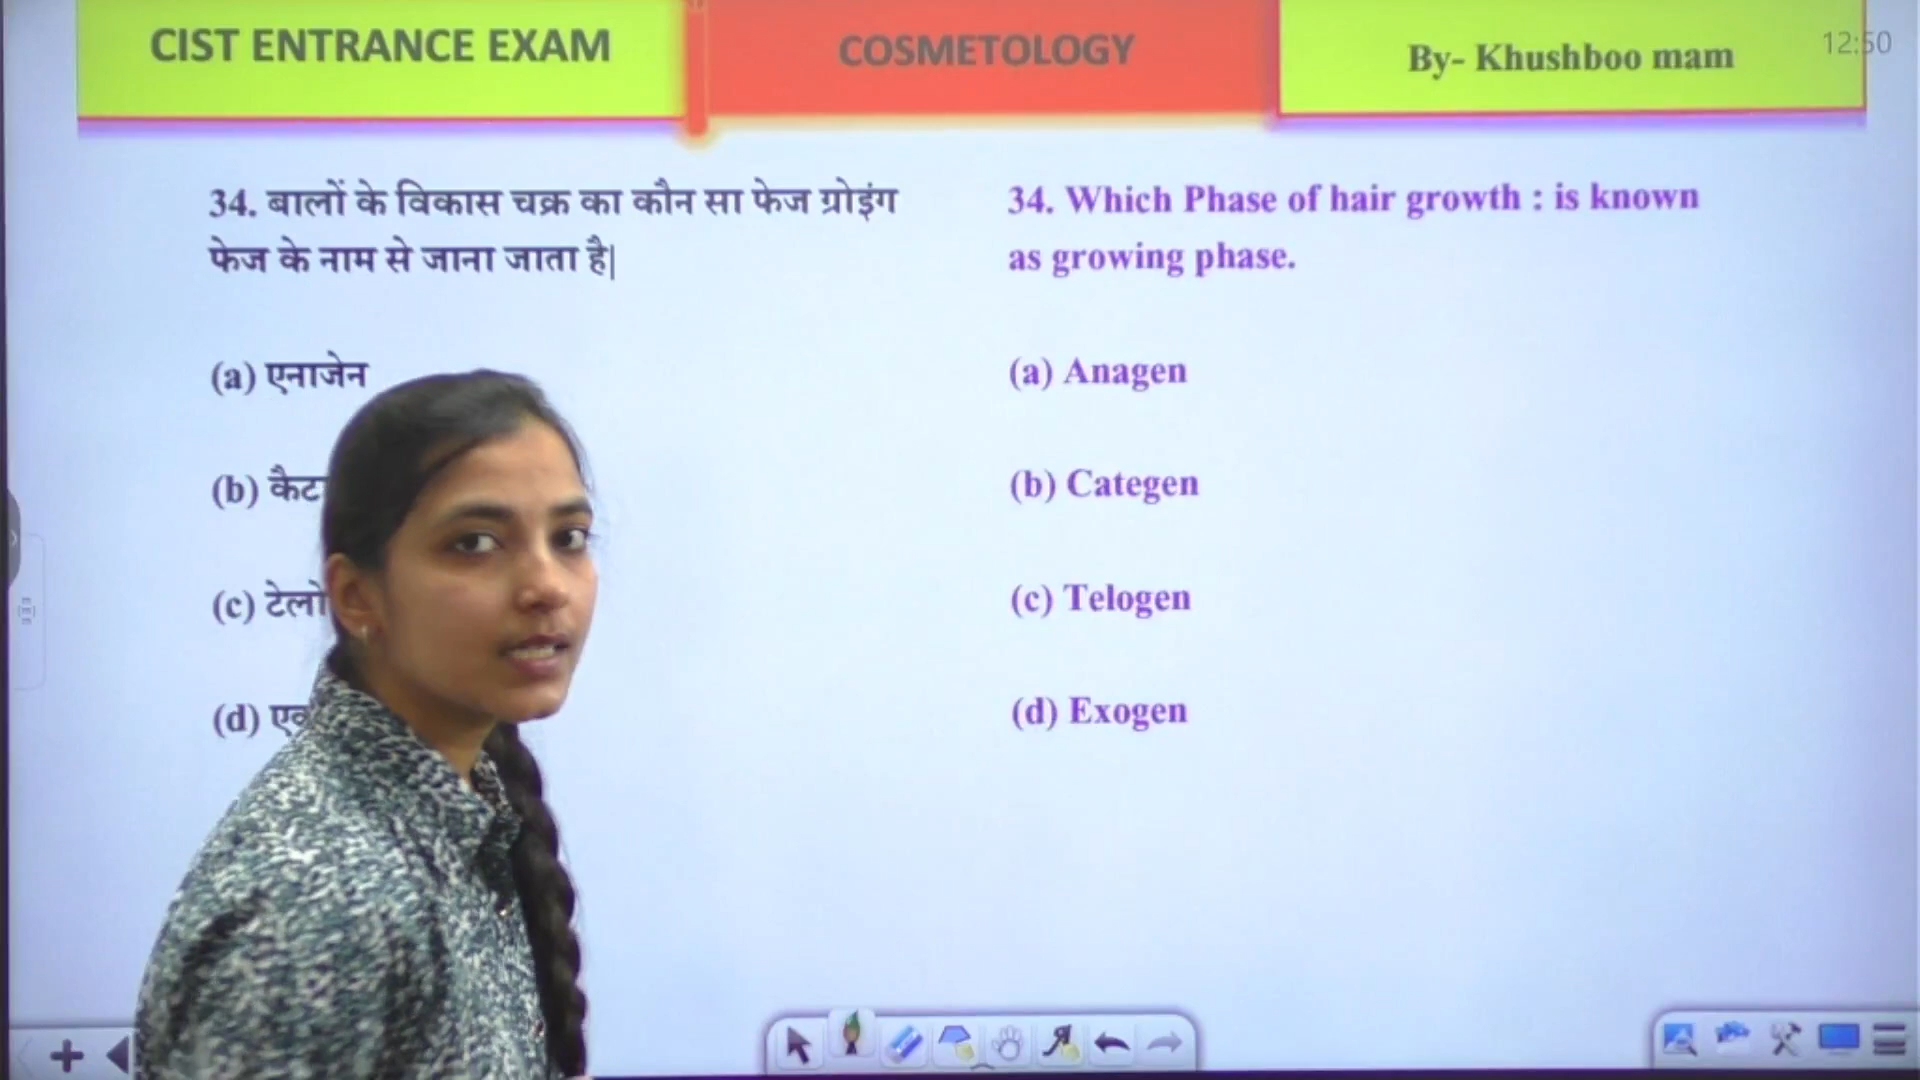 CIST ENTRANCE EXAM
COSMETOLOGY
By- Khushboo mam
12:50
34. बालों के विकास चक्र का कौन सा फेज ग्रोइंग
फेज के नाम से जाना जाता है|
(a) एनाजेन
(b)
(c)
(d)
34. Which Phase of hair growth : is known
as growing phase.
(a) Anagen
(b) Categen
(c) Telogen
(d) Exogen